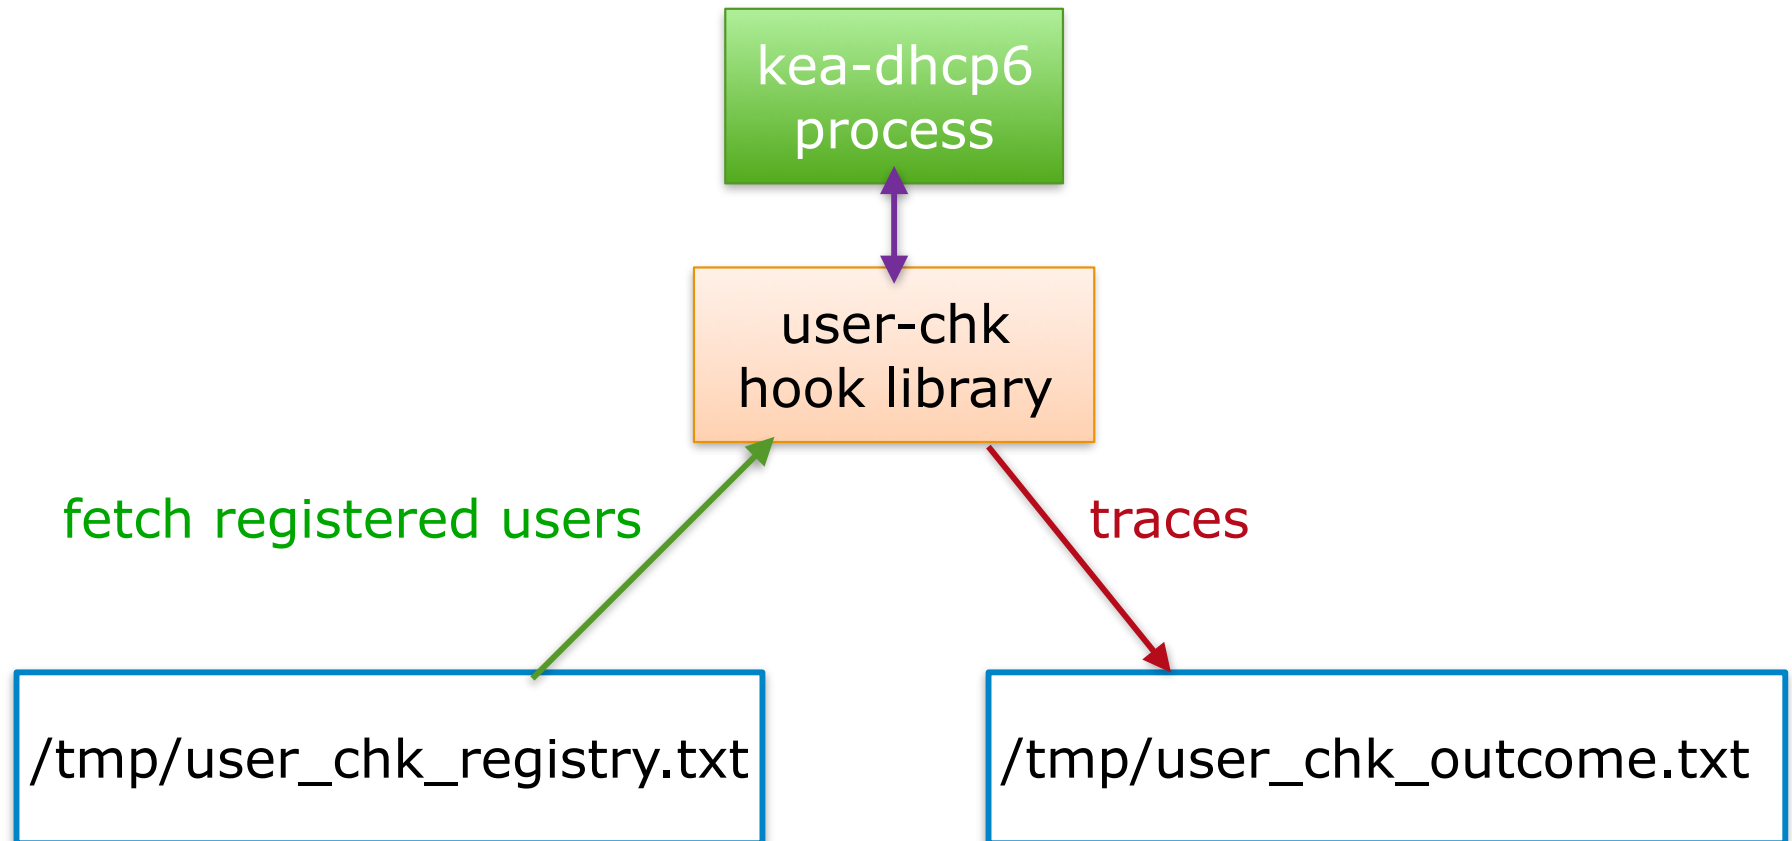 kea-dhcp6
process
user-chk
hook library
fetch registered users
traces
/tmp/user_chk_registry.txt
/tmp/user_chk_outcome.txt